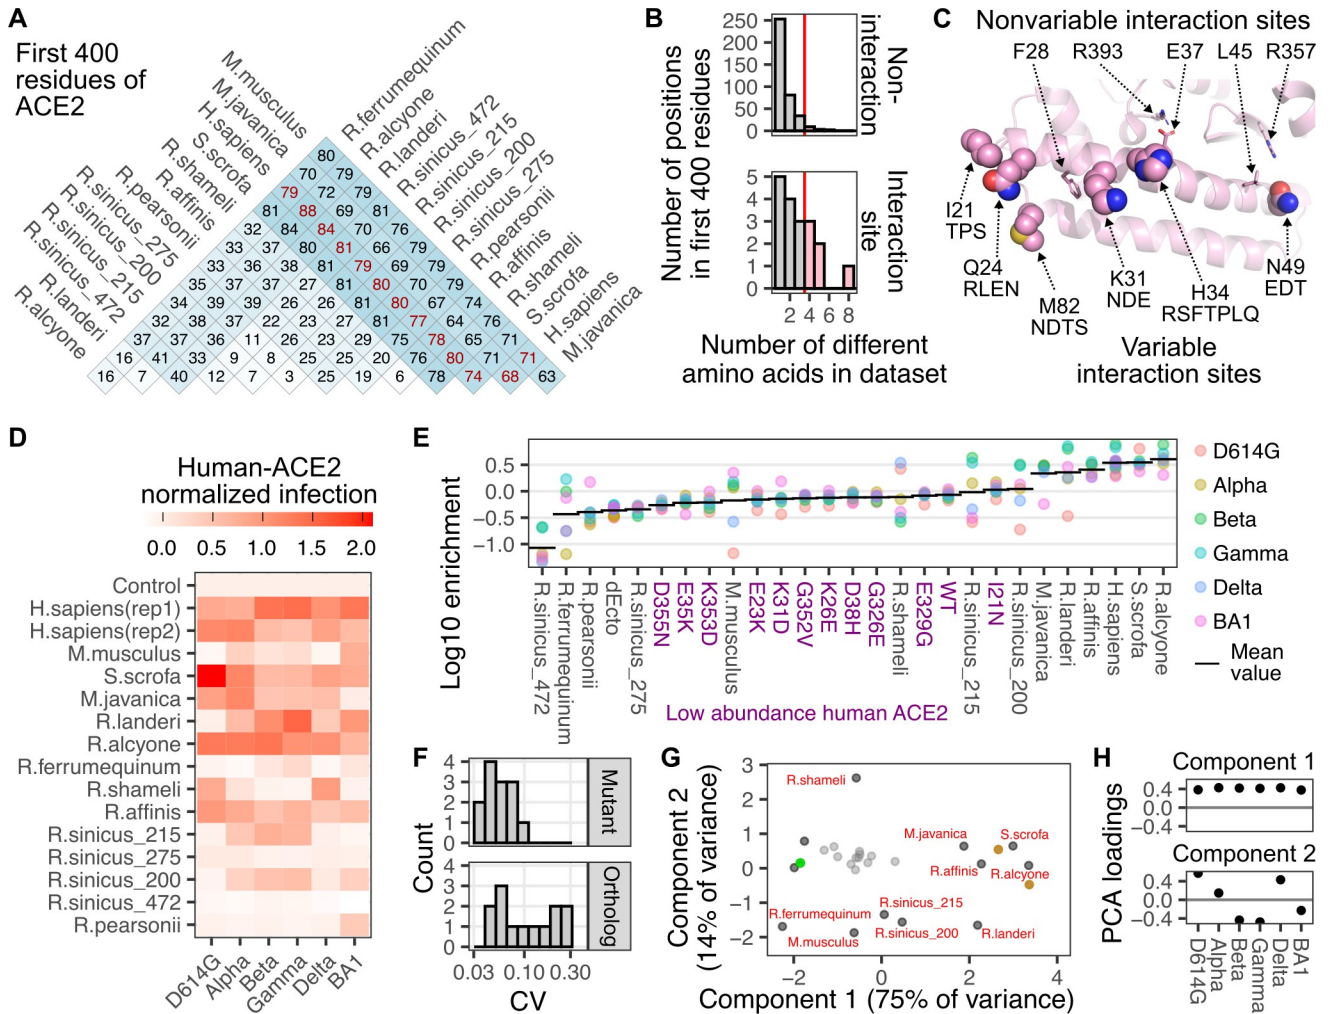 A
First 400
residues of
ACE2
M.musculus
M.javanica
H.sapiens
S.scrofa
R.shameli
R.affinis
R.pearsonii
R.sinicus_275
R.sinicus_200
R.sinicus_215
R.sinicus_472
R.landeri
R.alcyone
R.ferrumequinum
R.alcyone
R.landeri
R.sinicus_472
R.sinicus_215
R.sinicus_200
R.sinicus_275
R.pearsonii
R.affinis
R.shameli
S.scrofa
H.sapiens
M.javanica
80
70 79
79 72 79
81 88 69 81
32 84 84 70 76
33 37 80 81 66 79
33 36 38 81 79 70 79
35 37 29 27 81 80 75 77
34 39 39 26 26 81 80 67 74
32 38 37 22 23 27 81 77 64 76
37 37 36 11 26 23 29 75 78 65 71
16 41 33 9 8 25 25 20 76 80 71 71
16 7 40 12 7 3 25 19 6 78 74 68 63
B
Number of positions
in first 400 residues
250
200
150
100
50
0
Non-
interaction
5
4
3
2
1
0
Interaction
site
2 4 6 8
Number of different
amino acids in dataset
C
Nonvariable interaction sites
F28 R393 E37 L45 R357
I21
TPS
Q24
RLEN
M82
NDTS
K31
NDE
H34
RSFTPLQ
N49
EDT
Variable
interaction sites
D
Human-ACE2
normalized infection
0.0 0.5 1.0 1.5 2.0
Control
H.sapiens(rep1)
H.sapiens(rep2)
M.musculus
S.scrofa
M.javanica
R.landeri
R.alcyone
R.ferrumequinum
R.shameli
R.affinis
R.sinicus_215
R.sinicus_275
R.sinicus_200
R.sinicus_472
R.pearsonii
D614G
Alpha
Beta
Gamma
Delta
BA1
E
Log10 enrichment
0.5
0.0
−0.5
−1.0
R.sinicus_472
R.ferrumequinum
R.pearsonii
dEcto
R.sinicus_275
D355N
E35K
K353D
M.musculus
E23K
K31D
G352V
K26E
D38H
G326E
R.shameli
E329G
WT
R.sinicus_215
I21N
R.sinicus_200
M.javanica
R.landeri
R.affinis
H.sapiens
S.scrofa
R.alcyone
Low abundance human ACE2
D614G
Alpha
Beta
Gamma
Delta
BA1
Mean
value
F
Count
4
3
2
1
0
Mutant
4
3
2
1
0
Ortholog
0.03 0.10 0.30
CV
G
Component 2
(14% of variance)
3
2
1
0
−1
−2
R.shameli
M.javanica
S.scrofa
R.affinis
R.alcyone
R.sinicus_215
R.ferrumequinum
R.sinicus_200
R.landeri
M.musculus
−2 0 2 4
Component 1 (75% of variance)
H
PCA loadings
Component 1
0.4
0.0
−0.4
Component 2
0.4
0.0
−0.4
D614G
Alpha
Beta
Gamma
Delta
BA1